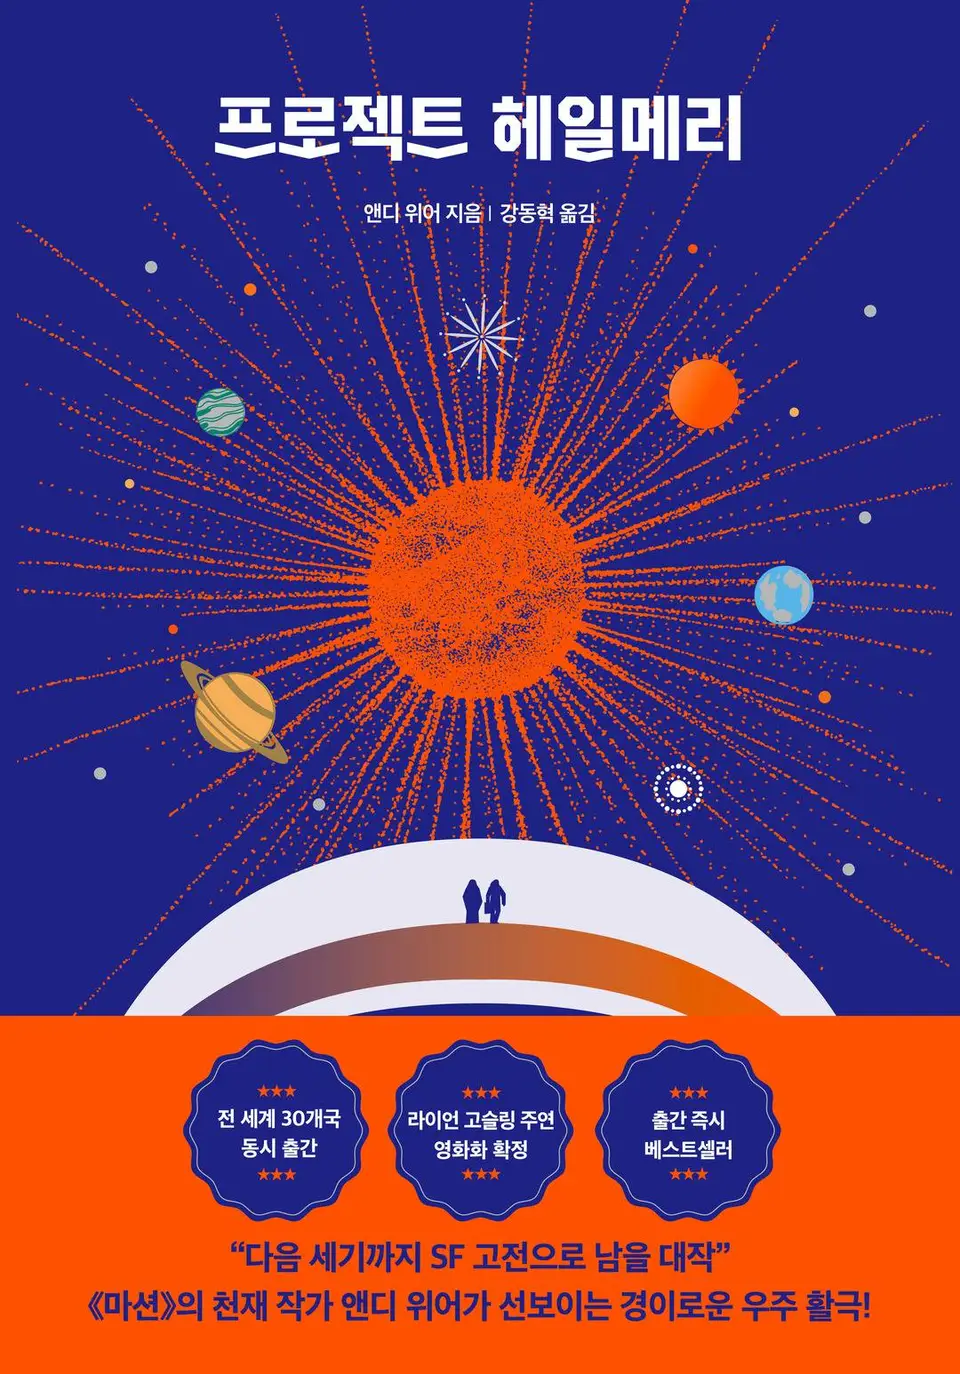 프로젝트 헤일메리
앤디 위어 지음 | 강동혁 옮김
전 세계 30개국
동시 출간
라이언 고슬링 주연
영화화 확정
출간 즉시
베스트셀러
“다음 세기까지 SF 고전으로 남을 대작”
《마션》의 천재 작가 앤디 위어가 선보이는 경이로운 우주 활극!